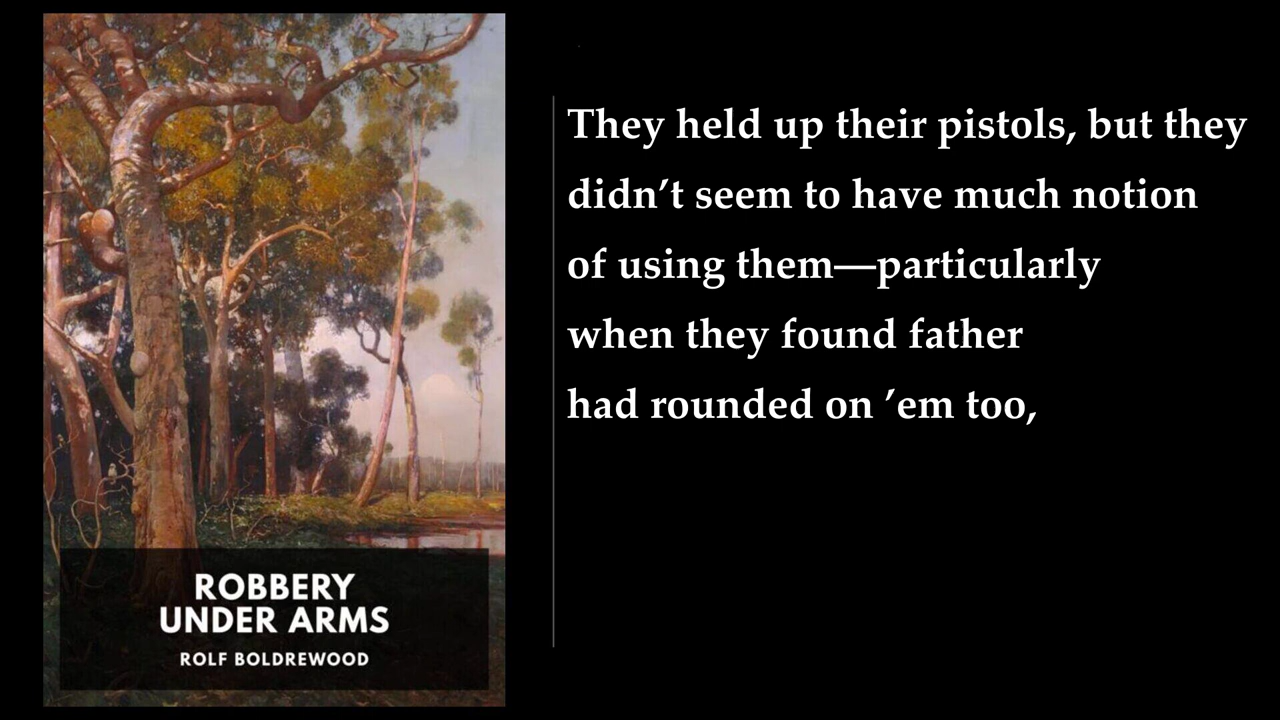 They held up their pistols, but they
didn’t seem to have much notion
of using them—particularly
when they found father
had rounded on ’em too,
ROBBERY
UNDER ARMS
ROLF BOLDREWOOD